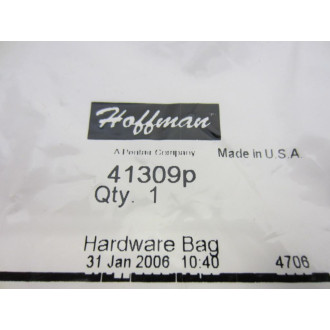 Hoffman
A Pentair Company Made in U.S.A.
41309p
Qty. 1
Hardware Bag
31 Jan 2006 10:40 4706